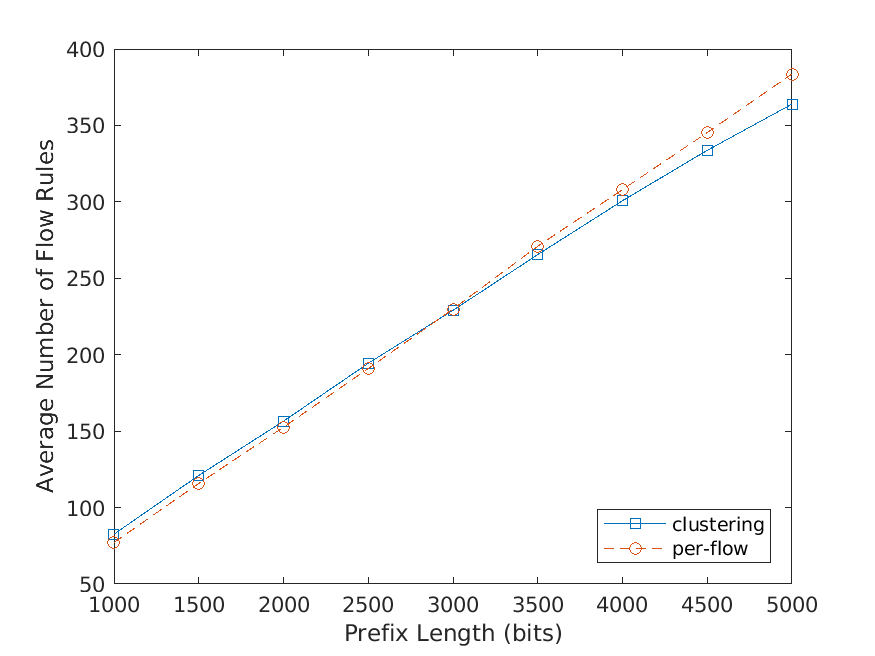 400
350
300
250
200
150
100
50
Average Number of Flow Rules
clustering
per-flow
1000 1500 2000 2500 3000 3500 4000 4500 5000
Prefix Length (bits)